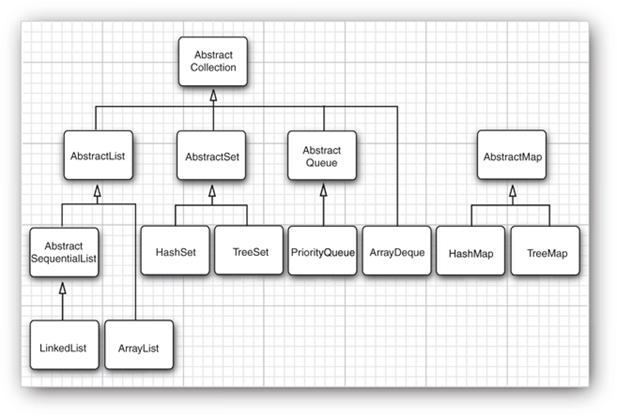 Abstract
Collection
AbstractList
AbstractSet
Abstract
Queue
AbstractMap
Abstract
SequentialList
HashSet
TreeSet
PriorityQueue
ArrayDeque
HashMap
TreeMap
LinkedList
ArrayList